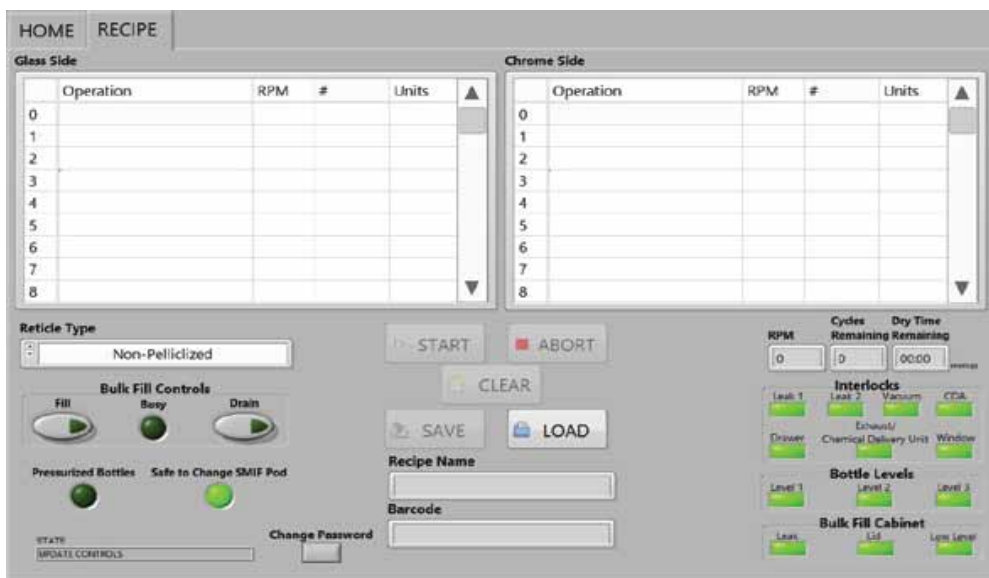 HOME RECIPE
Glass Side Chrome Side
Operation RPM # Units Operation RPM # Units
0 0
1 1
2 2
3 3
4 4
5 5
6 6
7 7
8 8
Reticle Type
Non-Pelliclized
Bulk Fill Controls
Fill Busy Drain
Pressurized Bottles Safe to Change SMIF Pod
STATE
UPDATE CONTROLS
Change Password
START ABORT
CLEAR
SAVE LOAD
Recipe Name
Barcode
RPM Cycles Remaining Dry Time Remaining
0 0 00:00
Interlocks
Leak 1 Leak 2 Vacuum CDA
Drawer Exhaust/ Chemical Delivery Unit Window
Bottle Levels
Level 1 Level 2 Level 3
Bulk Fill Cabinet
Leak Lid Low Level